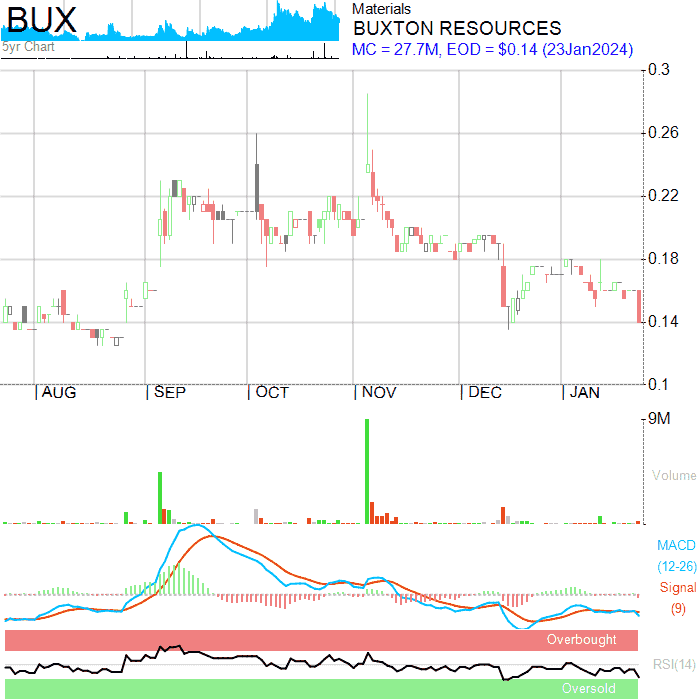 BUX
5yr Chart
Materials
BUXTON RESOURCES
MC = 27.7M, EOD = $0.14 (23Jan2024)
0.3
0.26
0.22
0.18
0.14
0.1
AUG SEP OCT NOV DEC JAN
9M
Volume
MACD
(12-26)
Signal
(9)
Overbought
RSI(14)
Oversold